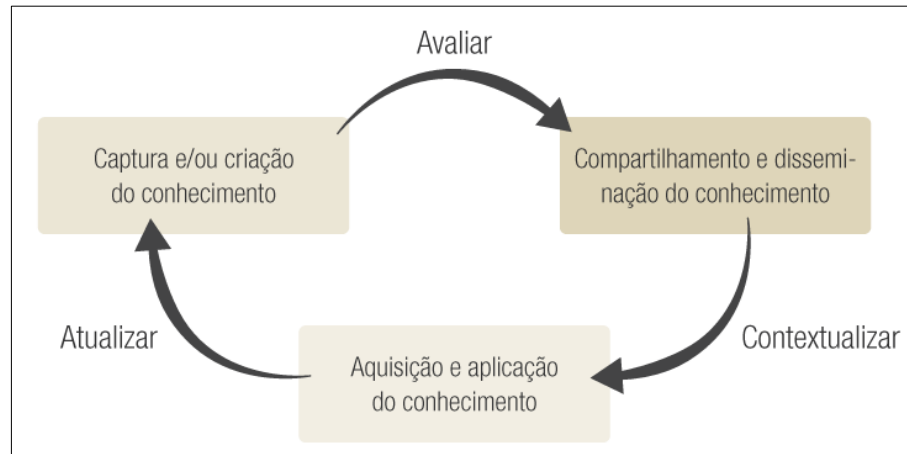 Avaliar
Captura e/ou criação
do conhecimento
Compartilhamento e dissemi-
nação do conhecimento
Atualizar
Contextualizar
Aquisição e aplicação
do conhecimento